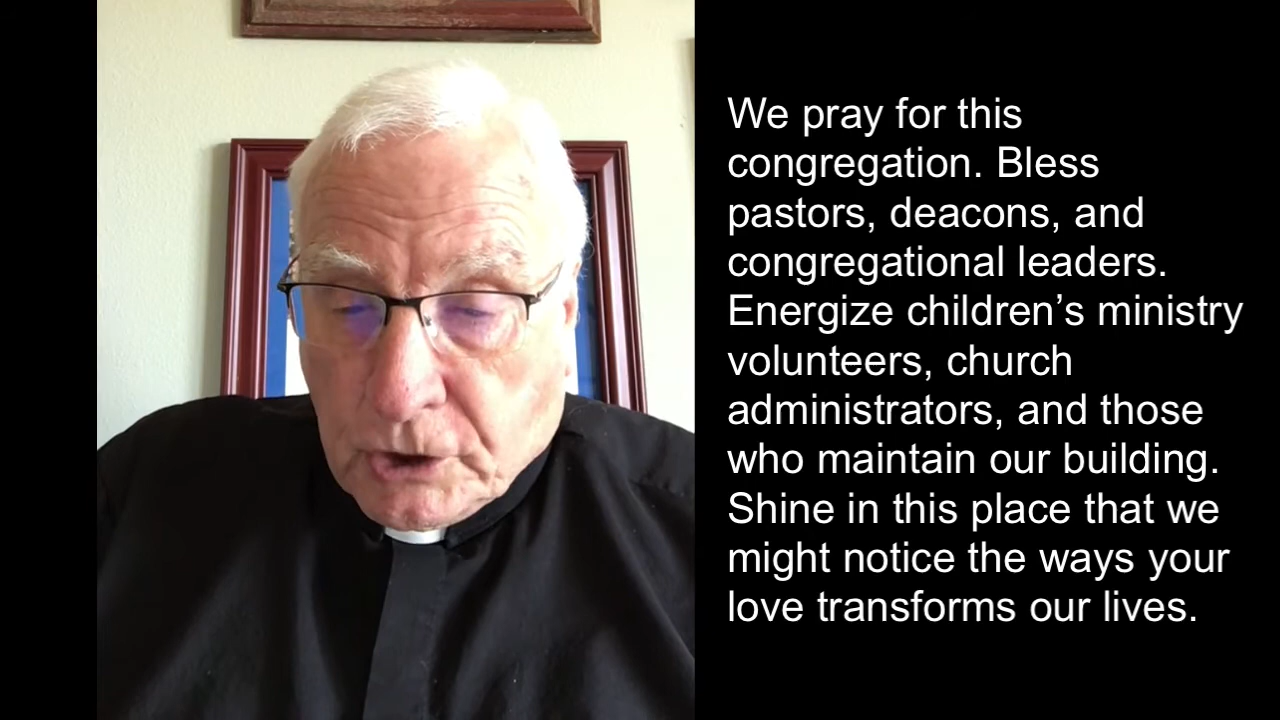 We pray for this
congregation. Bless
pastors, deacons, and
congregational leaders.
Energize children’s ministry
volunteers, church
administrators, and those
who maintain our building.
Shine in this place that we
might notice the ways your
love transforms our lives.